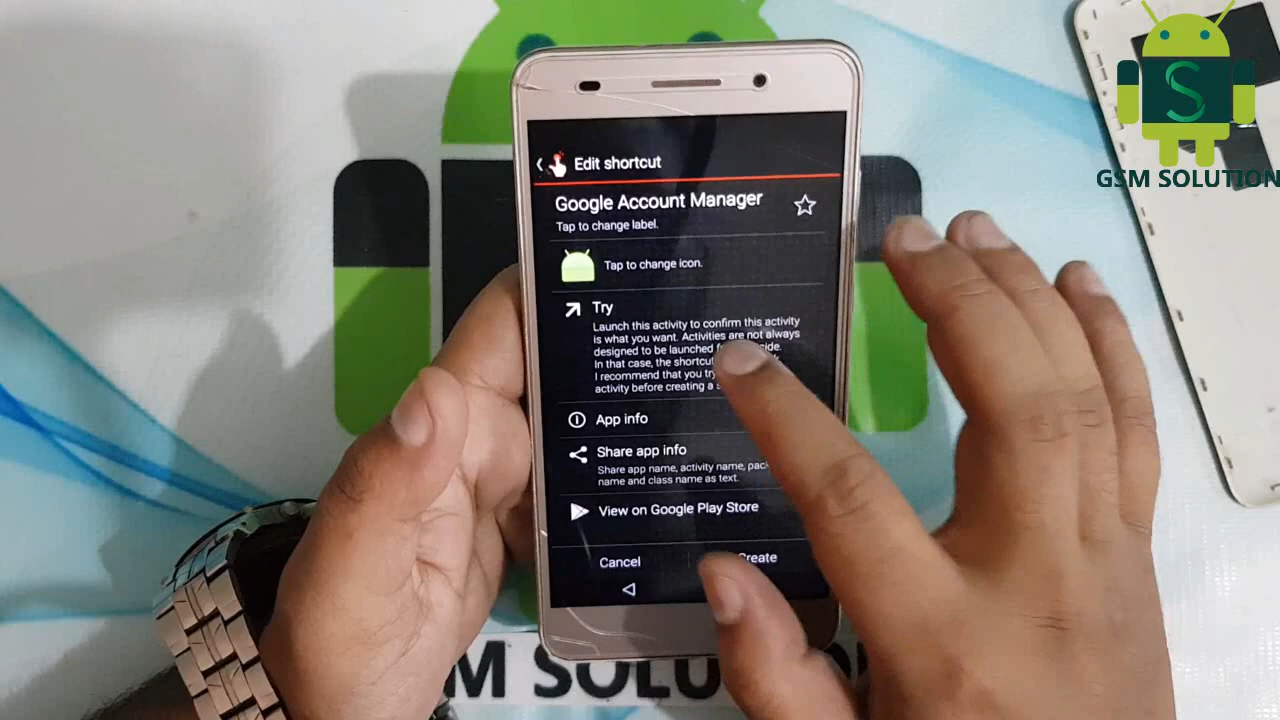 GSM SOLUTION
Edit shortcut
Google Account Manager
Tap to change label.
Tap to change icon.
Try
Launch this activity to confirm this activity
is what you want. Activities are not always
designed to be launched
In that case, the shortcut
I recommend that you try
activity before creating a
App info
Share app info
Share app name, activity name,
name and class name as text.
View on Google Play Store
Cancel
Create
SM SOLUTION